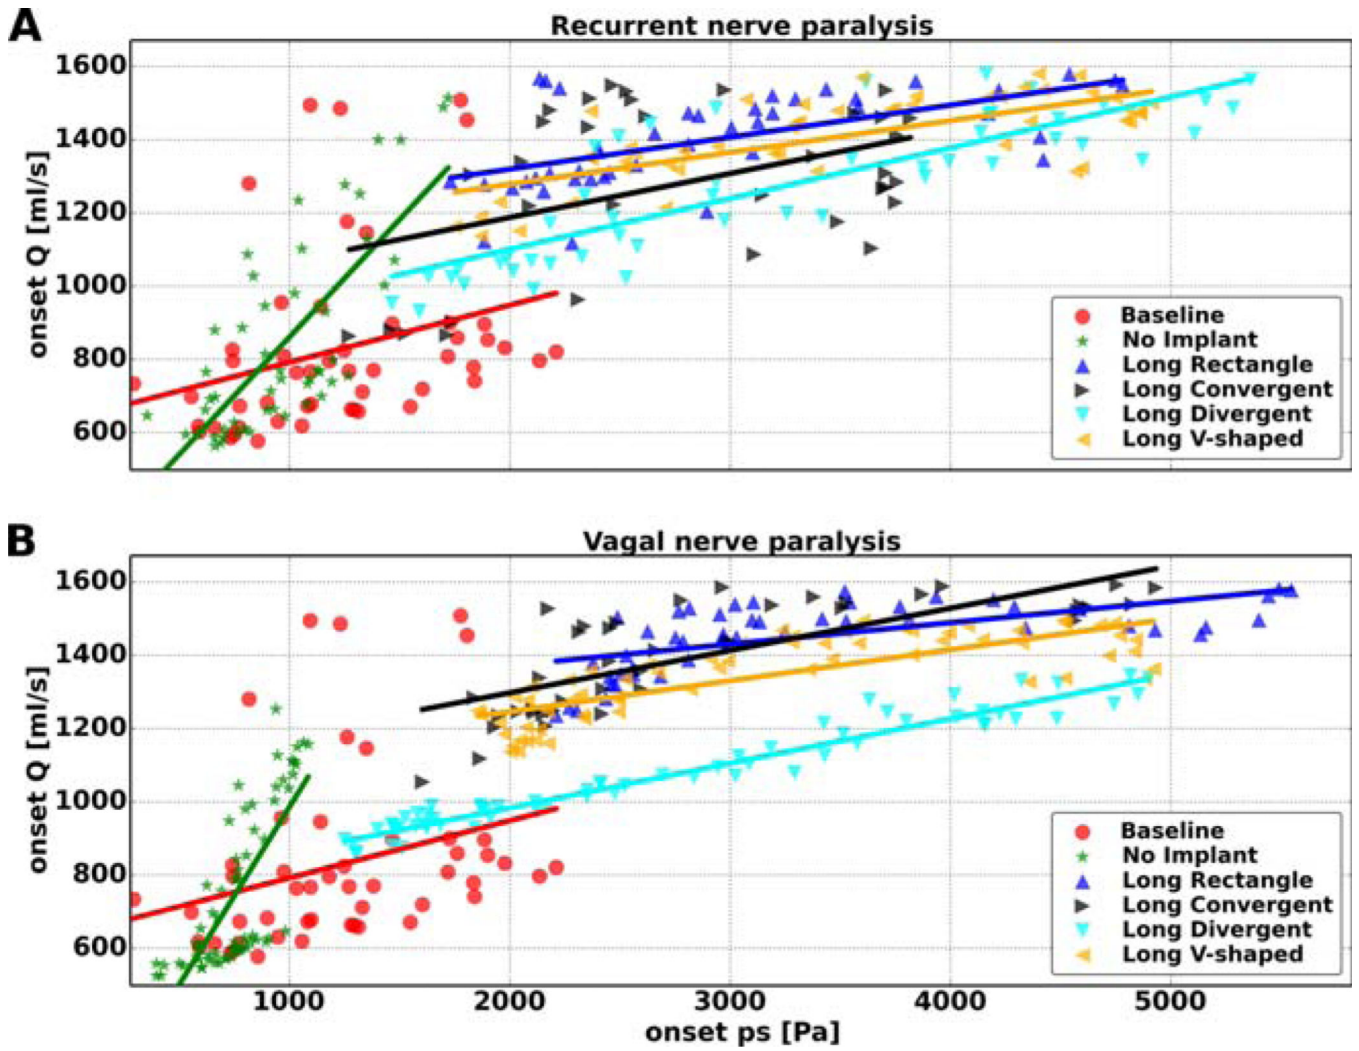 A
Recurrent nerve paralysis
onset Q [ml/s]
1600
1400
1200
1000
800
600
Baseline
No Implant
Long Rectangle
Long Convergent
Long Divergent
Long V-shaped
B
Vagal nerve paralysis
onset Q [ml/s]
1600
1400
1200
1000
800
600
Baseline
No Implant
Long Rectangle
Long Convergent
Long Divergent
Long V-shaped
1000 2000 3000 4000 5000
onset ps [Pa]